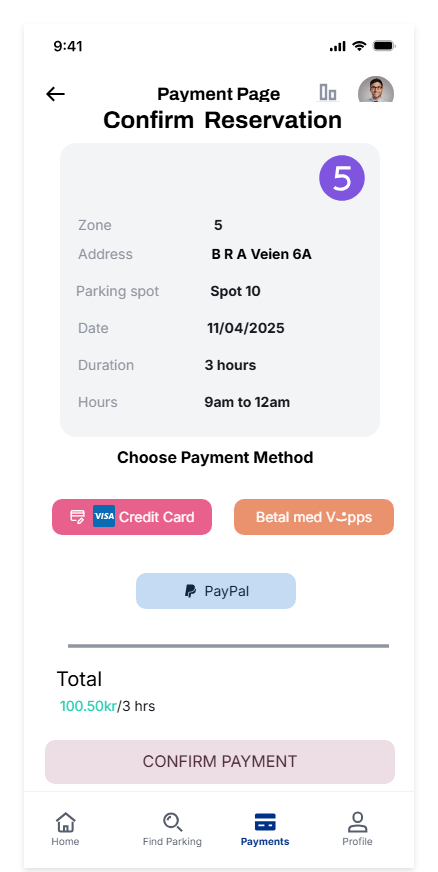 9:41
Payment Page
Confirm Reservation
5
Zone 5
Address B R A Veien 6A
Parking spot Spot 10
Date 11/04/2025
Duration 3 hours
Hours 9am to 12am
Choose Payment Method
VISA Credit Card
Betal med Vipps
PayPal
Total
100.50kr/3 hrs
CONFIRM PAYMENT
Home
Find Parking
Payments
Profile